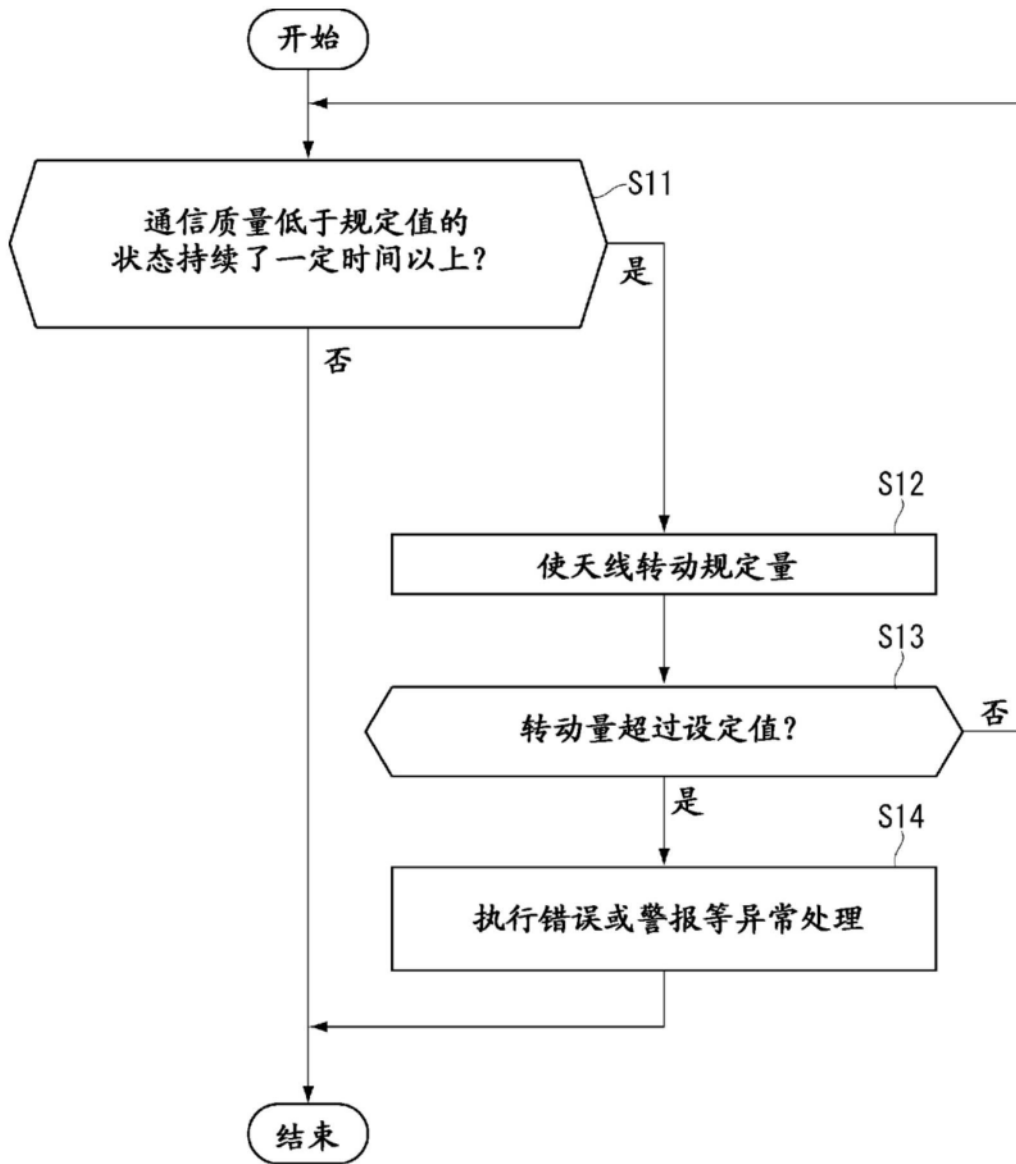 开始
S11
通信质量低于规定值的
状态持续了一定时间以上?
是
否
S12
使天线转动规定量
S13
转动量超过设定值?
否
是
S14
执行错误或警报等异常处理
结束